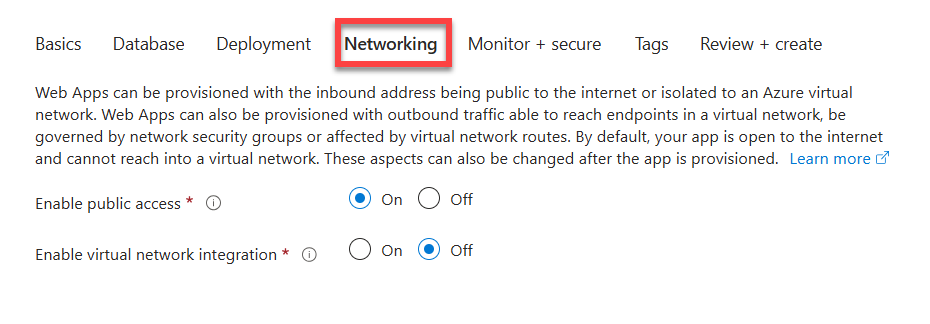 Basics Database Deployment Networking Monitor + secure Tags Review + create
Web Apps can be provisioned with the inbound address being public to the internet or isolated to an Azure virtual
network. Web Apps can also be provisioned with outbound traffic able to reach endpoints in a virtual network, be
governed by network security groups or affected by virtual network routes. By default, your app is open to the internet
and cannot reach into a virtual network. These aspects can also be changed after the app is provisioned. Learn more
Enable public access * On Off
Enable virtual network integration * On Off